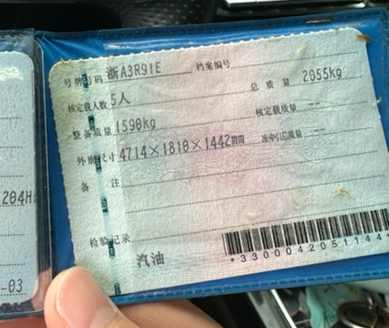 号牌号码 浙A3R91E 档案编号
核定载人数 5人 总质量 2055kg
整备质量 1590kg 核定载质量 --
外廓尺寸 4714×1810×1442mm 准牵引总质量 --
备注
204H
检验记录
-03
汽油
*3300042051144*